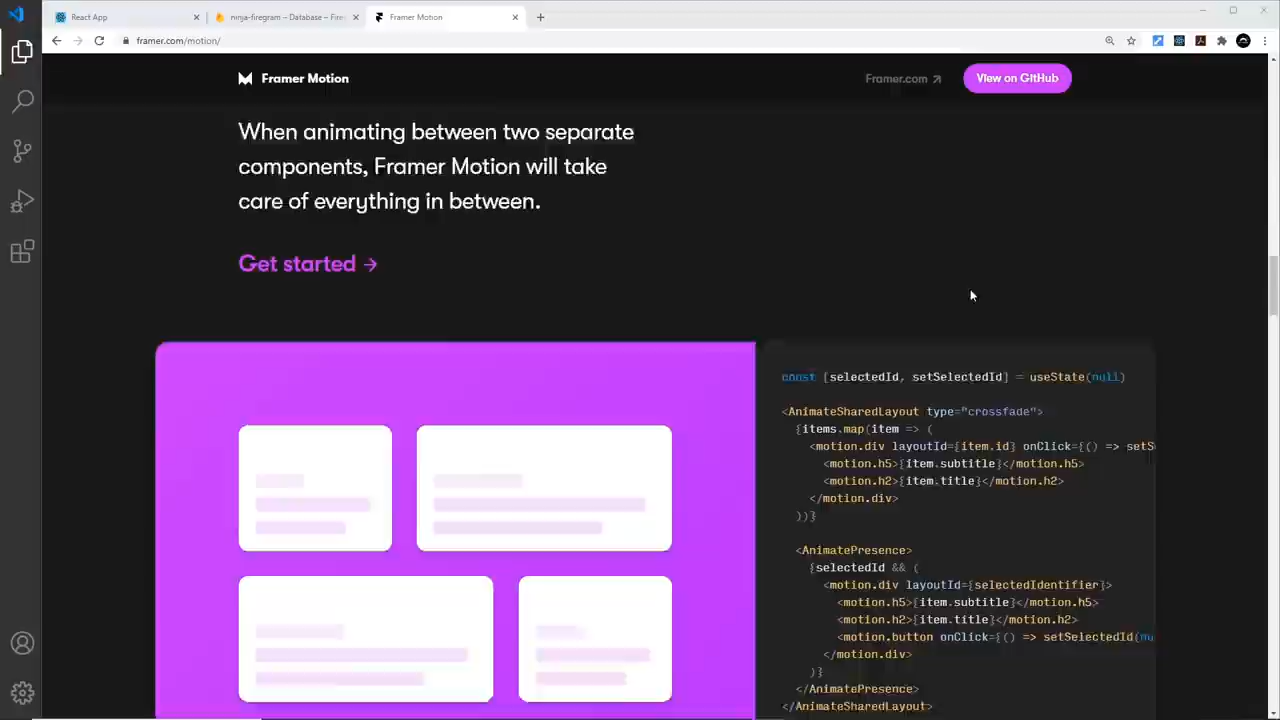 React App
ninja-firegram – Database – Fire
Framer Motion
framer.com/motion/
Framer Motion
Framer.com
View on GitHub
When animating between two separate
components, Framer Motion will take
care of everything in between.
Get started →
const [selectedId, setSelectedId] = useState(null)
<AnimateSharedLayout type="crossfade">
{items.map(item => (
<motion.div layoutId={item.id} onClick={() => setS
<motion.h5>{item.subtitle}</motion.h5>
<motion.h2>{item.title}</motion.h2>
</motion.div>
))}
<AnimatePresence>
{selectedId && (
<motion.div layoutId={selectedIdentifier}>
<motion.h5>{item.subtitle}</motion.h5>
<motion.h2>{item.title}</motion.h2>
<motion.button onClick={() => setSelectedId(nu
</motion.div>
)}
</AnimatePresence>
</AnimateSharedLayout>